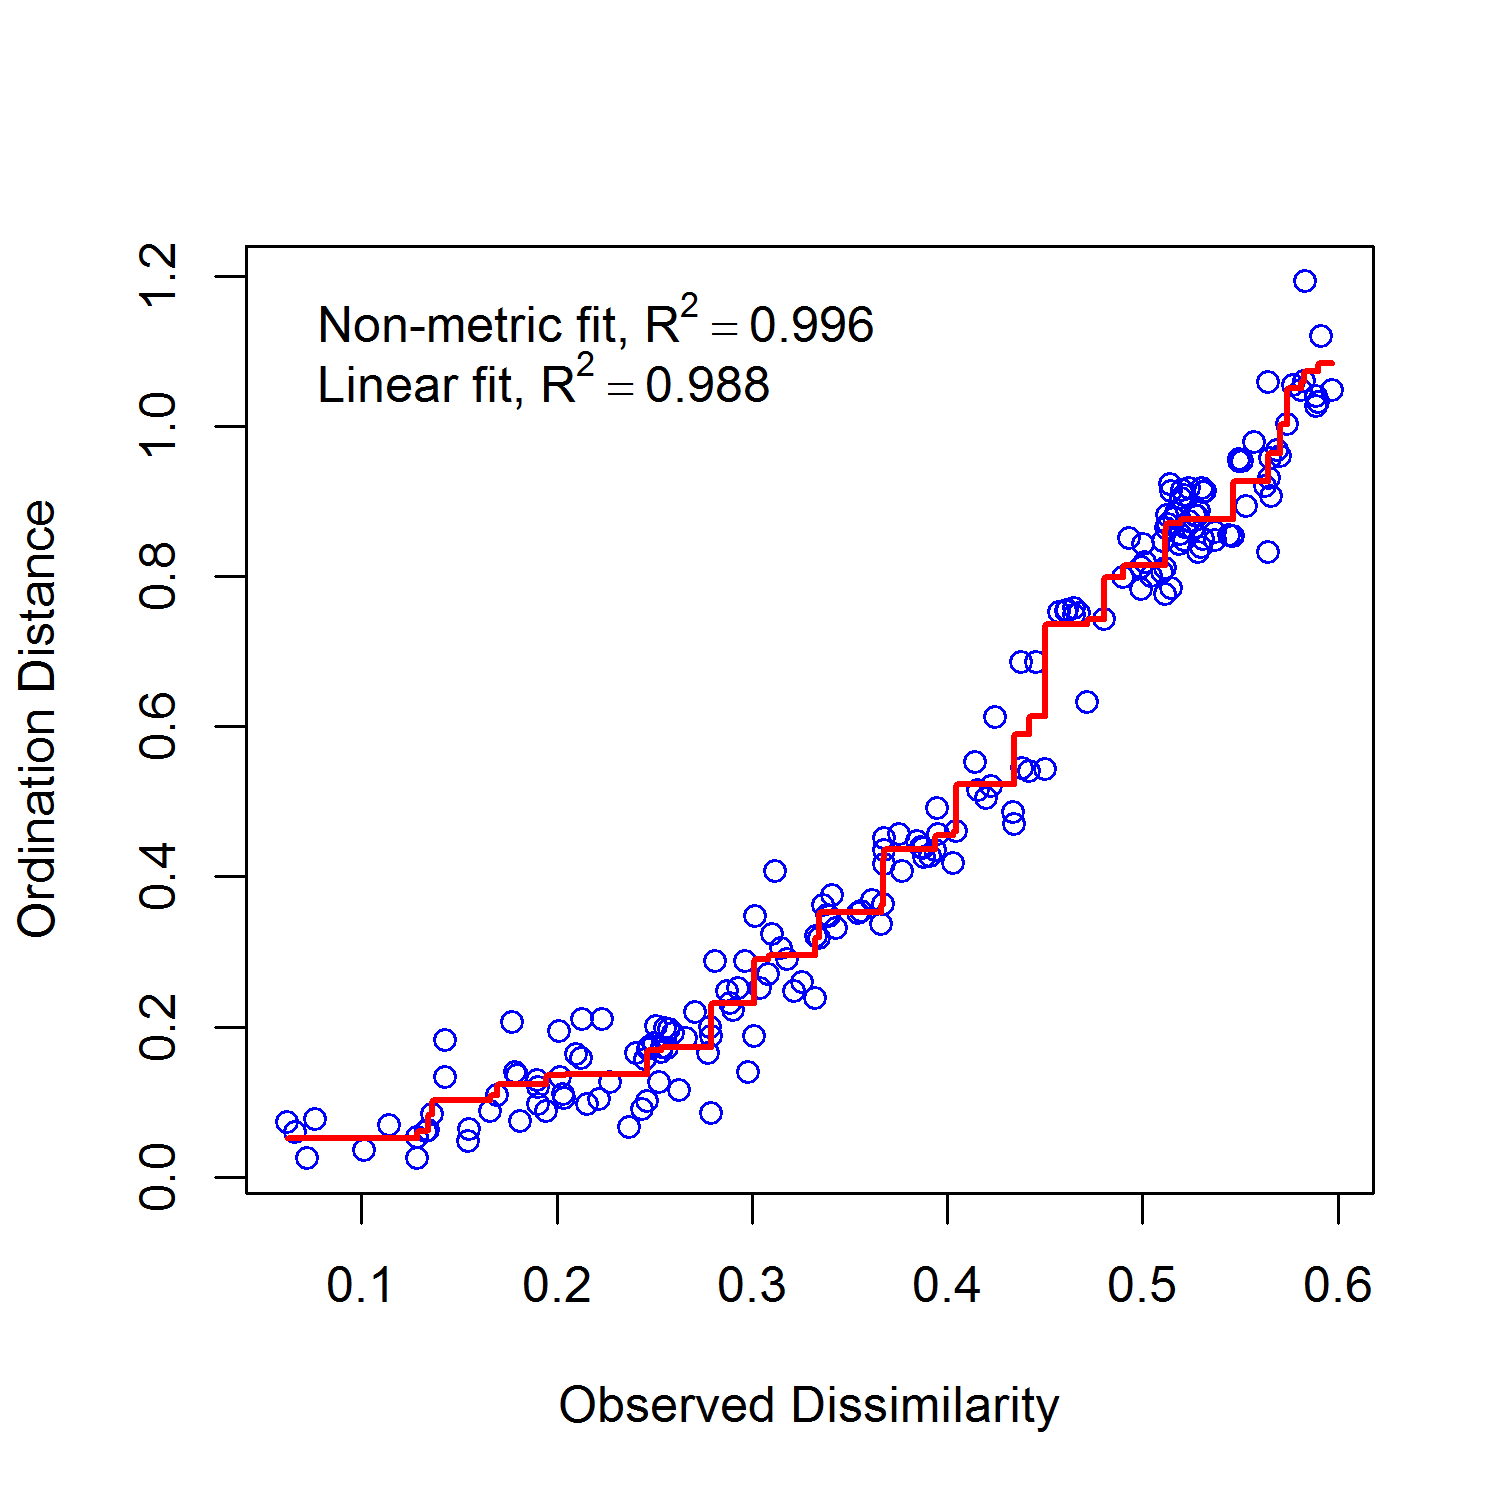 Non-metric fit, R² = 0.996
Linear fit, R² = 0.988
Ordination Distance
0.0 0.2 0.4 0.6 0.8 1.0 1.2
0.1 0.2 0.3 0.4 0.5 0.6
Observed Dissimilarity